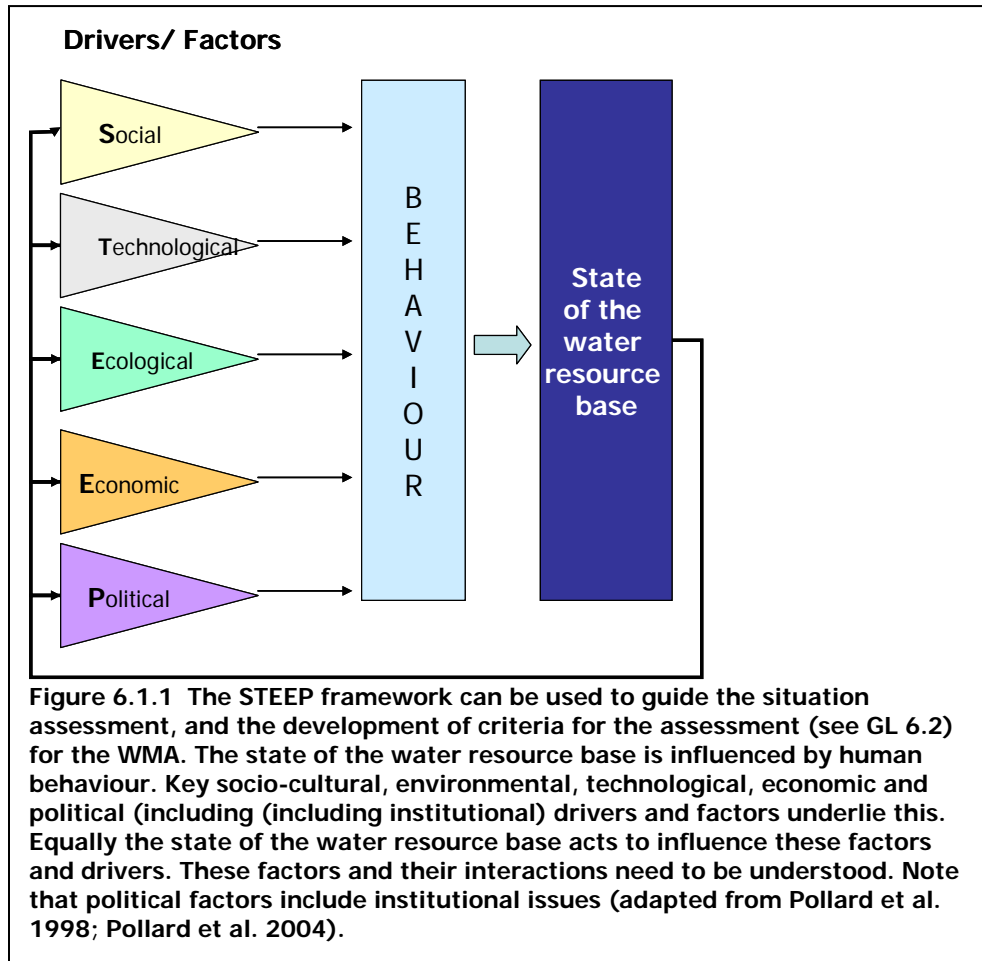 Drivers/ Factors
Social
Technological
Ecological
Economic
Political
BEHAVIOUR
State
of the
water
resource
base
Figure 6.1.1 The STEEP framework can be used to guide the situation
assessment, and the development of criteria for the assessment (see GL 6.2)
for the WMA. The state of the water resource base is influenced by human
behaviour. Key socio-cultural, environmental, technological, economic and
political (including (including institutional) drivers and factors underlie this.
Equally the state of the water resource base acts to influence these factors
and drivers. These factors and their interactions need to be understood. Note
that political factors include institutional issues (adapted from Pollard et al.
1998; Pollard et al. 2004).